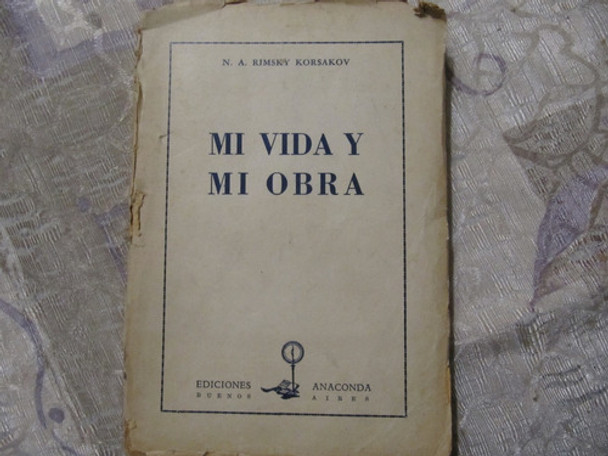 N. A. RIMSKY KORSAKOV
MI VIDA Y
MI OBRA
EDICIONES ANACONDA
BUENOS AIRES